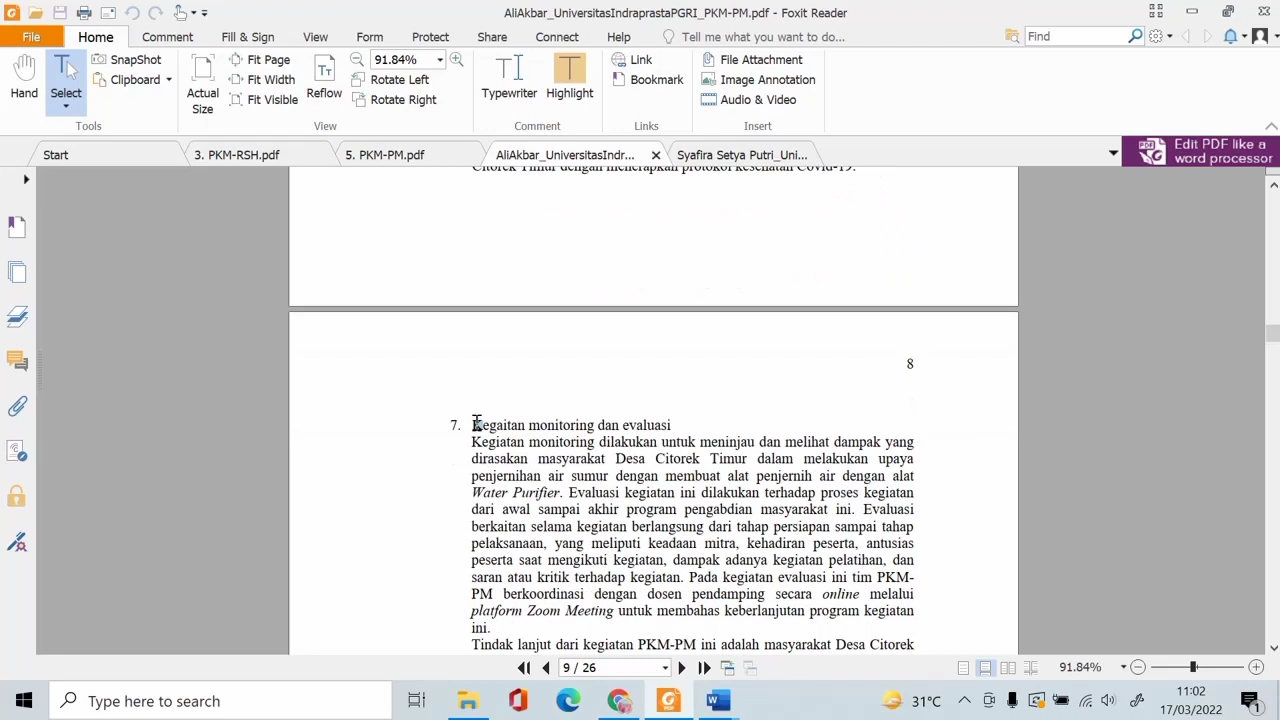 AliAkbar_UniversitasIndraprastaPGRI_PKM-PM.pdf - Foxit Reader
File Home Comment Fill & Sign View Form Protect Share Connect Help Tell me what you want to do... Find
Hand
Select
SnapShot
Clipboard
Tools
Actual Size
Fit Page
Fit Width
Fit Visible
Reflow
91.84%
Rotate Left
Rotate Right
View
Typewriter
Highlight
Comment
Link
Bookmark
Links
File Attachment
Image Annotation
Audio & Video
Insert
Start 3. PKM-RSH.pdf 5. PKM-PM.pdf AliAkbar_UniversitasIndr... Syafira Setya Putri_Uni...
Edit PDF like a
word processor
Citorek Timur dengan menerapkan protokol kesehatan Covid-19.
8
7. Kegaitan monitoring dan evaluasi
Kegiatan monitoring dilakukan untuk meninjau dan melihat dampak yang
dirasakan masyarakat Desa Citorek Timur dalam melakukan upaya
penjernihan air sumur dengan membuat alat penjernih air dengan alat
Water Purifier. Evaluasi kegiatan ini dilakukan terhadap proses kegiatan
dari awal sampai akhir program pengabdian masyarakat ini. Evaluasi
berkaitan selama kegiatan berlangsung dari tahap persiapan sampai tahap
pelaksanaan, yang meliputi keadaan mitra, kehadiran peserta, antusias
peserta saat mengikuti kegiatan, dampak adanya kegiatan pelatihan, dan
saran atau kritik terhadap kegiatan. Pada kegiatan evaluasi ini tim PKM-
PM berkoordinasi dengan dosen pendamping secara online melalui
platform Zoom Meeting untuk membahas keberlanjutan program kegiatan
ini.
Tindak lanjut dari kegiatan PKM-PM ini adalah masyarakat Desa Citorek
9 / 26 91.84%
Type here to search 31°C 11:02
17/03/2022
1